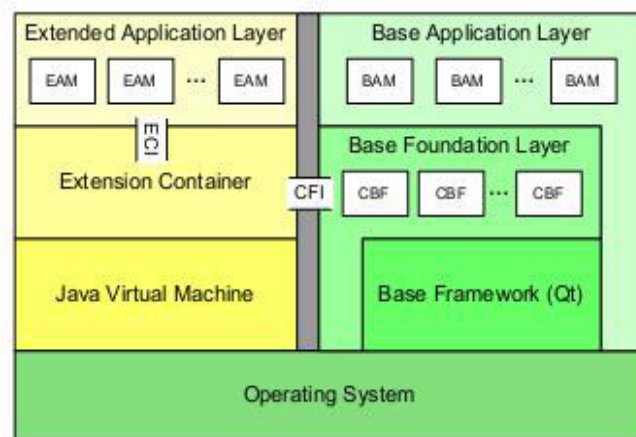 Extended Application Layer
EAM EAM ... EAM
ECI
Extension Container
Java Virtual Machine
CFI
Base Application Layer
BAM BAM ... BAM
Base Foundation Layer
CBF CBF ... CBF
Base Framework (Qt)
Operating System